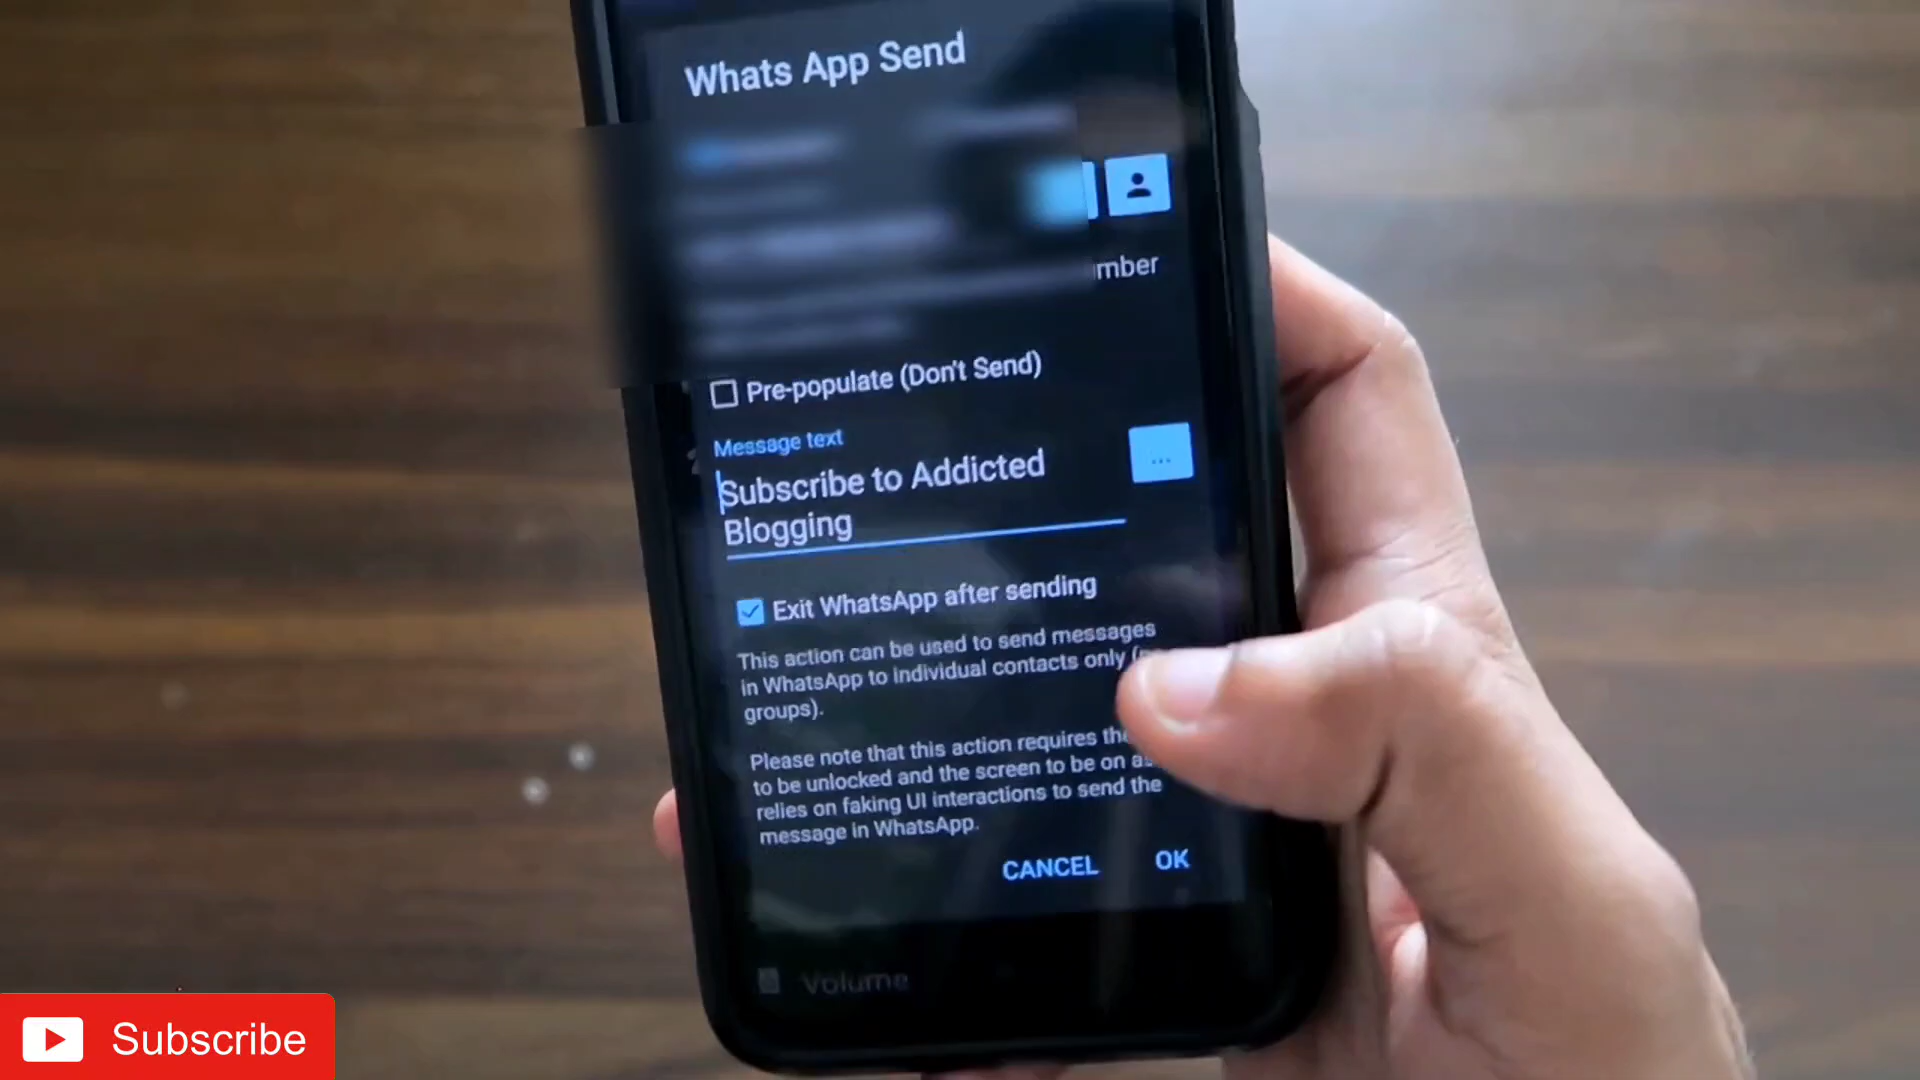 Whats App Send
Pre-populate (Don't Send)
Message text
Subscribe to Addicted
Blogging
...
Exit WhatsApp after sending
This action can be used to send messages
in WhatsApp to individual contacts only
groups).
Please note that this action requires the
to be unlocked and the screen to be on as
relies on faking UI interactions to send the
message in WhatsApp.
CANCEL OK
Volume
Subscribe